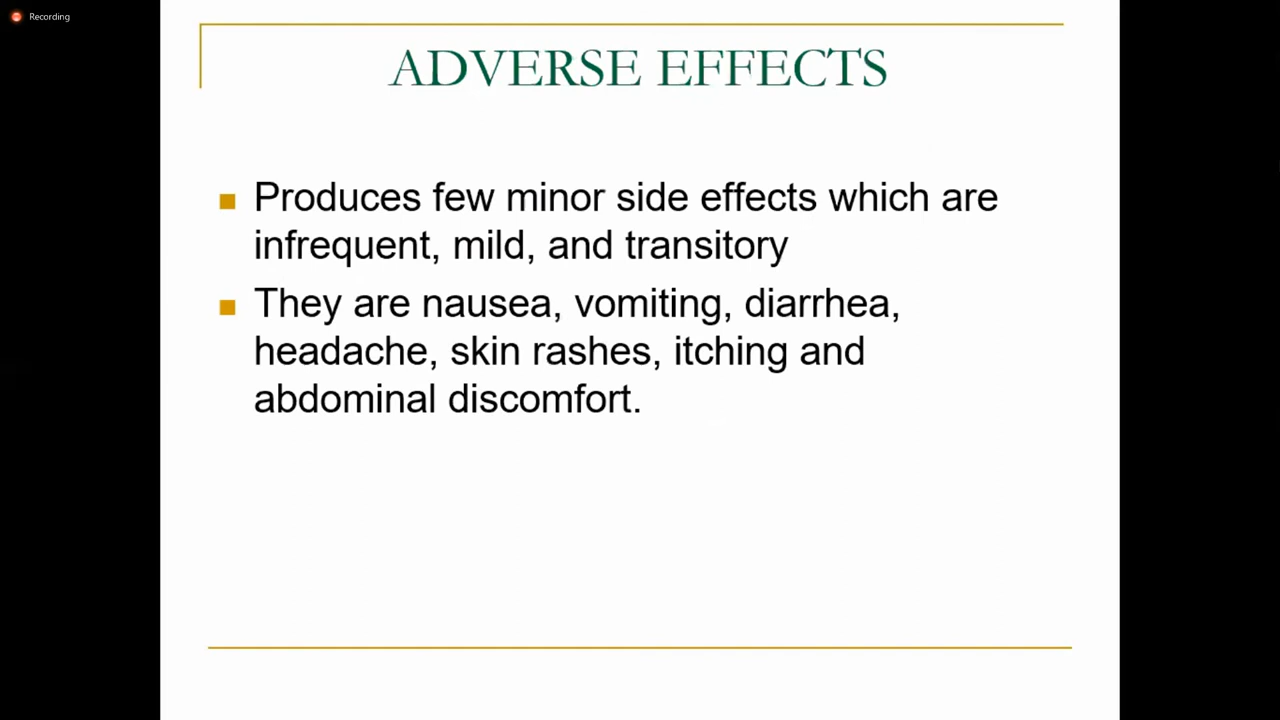 Recording
ADVERSE EFFECTS
Produces few minor side effects which are
infrequent, mild, and transitory
They are nausea, vomiting, diarrhea,
headache, skin rashes, itching and
abdominal discomfort.